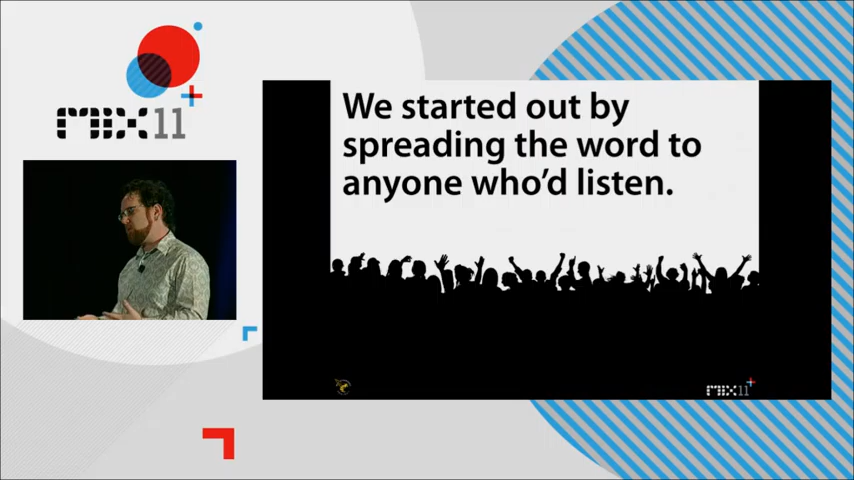 MIX11
We started out by
spreading the word to
anyone who'd listen.
MIX11